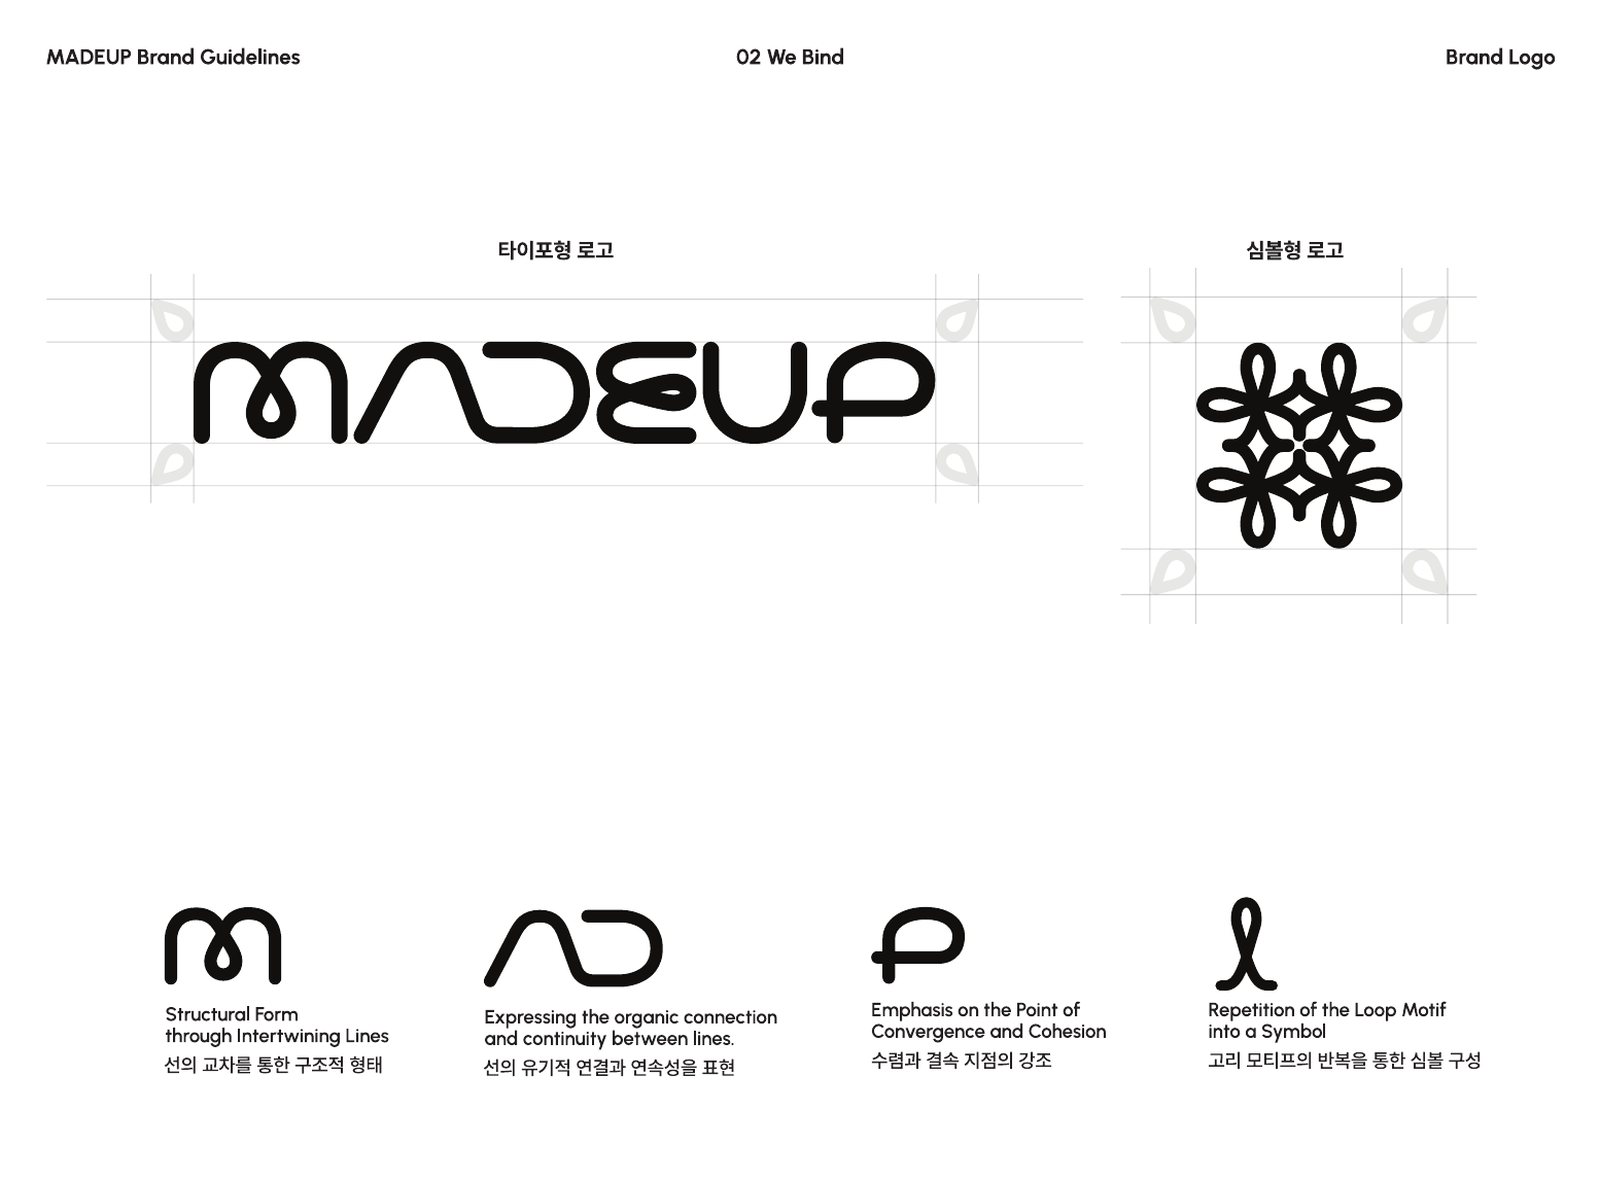 MADEUP Brand Guidelines
02 We Bind
Brand Logo
타이포형 로고
심볼형 로고
MADEUP
M
AD
P
Structural Form
through Intertwining Lines
선의 교차를 통한 구조적 형태
Expressing the organic connection
and continuity between lines.
선의 유기적 연결과 연속성을 표현
Emphasis on the Point of
Convergence and Cohesion
수렴과 결속 지점의 강조
Repetition of the Loop Motif
into a Symbol
고리 모티프의 반복을 통한 심볼 구성